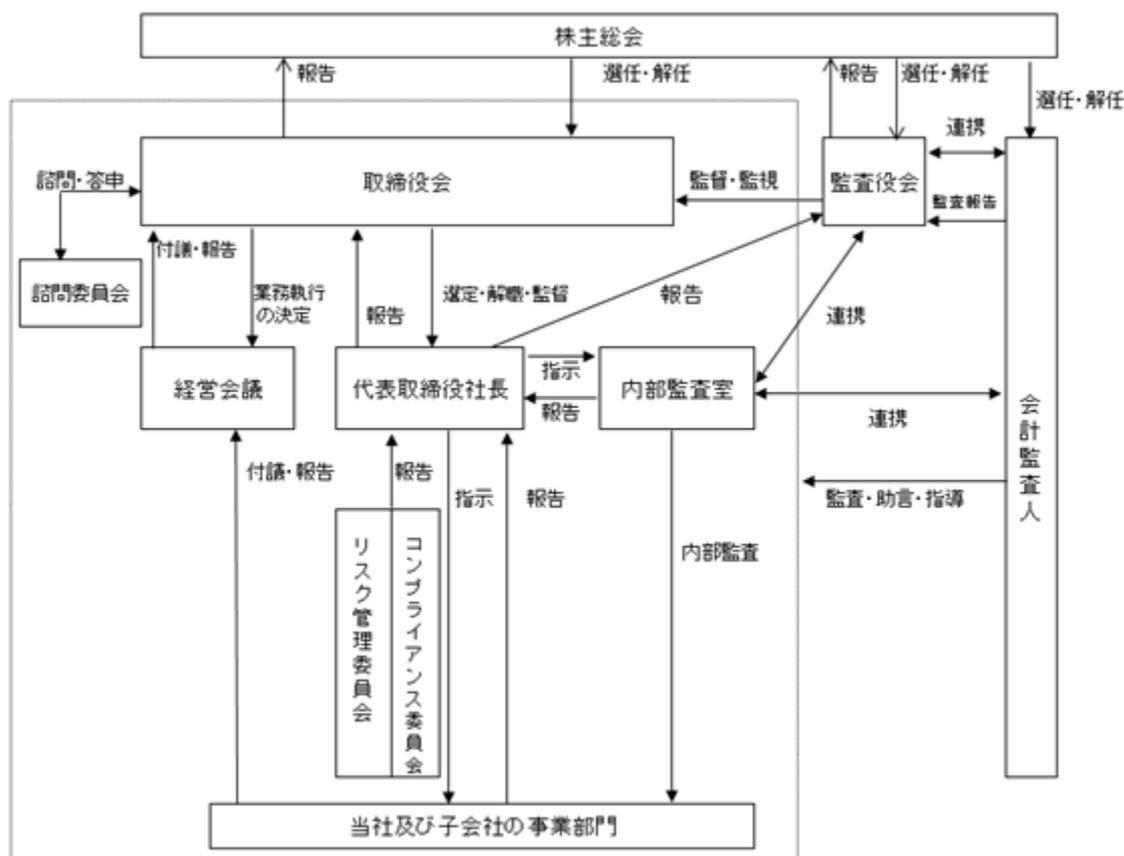 株主総会
報告
選任・解任
報告
選任・解任
選任・解任
諮問・答申
取締役会
監督・監視
監査役会
連携
監査報告
付議・報告
諮問委員会
業務執行
の決定
報告
選定・解職・監督
報告
連携
経営会議
代表取締役社長
指示
報告
内部監査室
連携
会計監査人
付議・報告
報告
指示
報告
監査・助言・指導
内部監査
リスク管理委員会
コンプライアンス委員会
当社及び子会社の事業部門